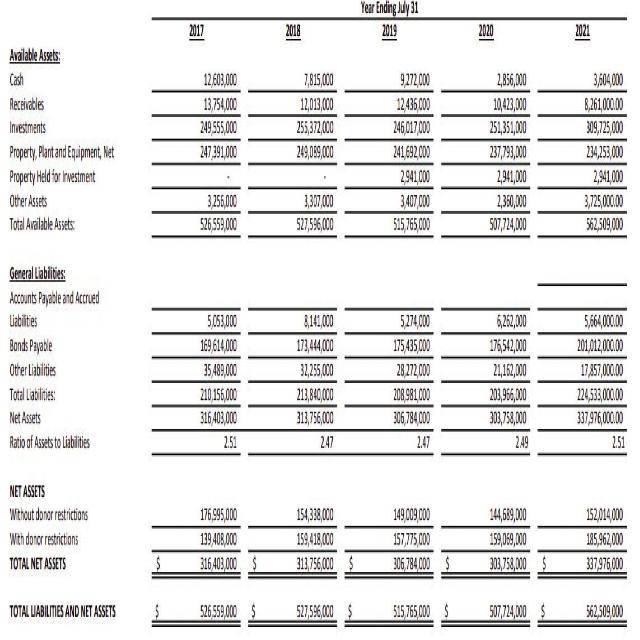 Year Ending July 31
2017 2018 2019 2020 2021
Available Assets:
Cash 12,603,000 7,815,000 9,272,000 2,856,000 3,604,000
Receivables 13,754,000 12,013,000 12,436,000 10,423,000 8,261,000.00
Investments 249,555,000 255,372,000 246,017,000 251,351,000 309,725,000
Property, Plant and Equipment, Net 247,391,000 249,089,000 241,692,000 237,793,000 234,253,000
Property Held for Investment - - 2,941,000 2,941,000 2,941,000
Other Assets 3,256,000 3,307,000 3,407,000 2,360,000 3,725,000.00
Total Available Assets: 526,559,000 527,596,000 515,765,000 507,724,000 562,509,000
General Liabilities:
Accounts Payable and Accrued
Liabilities 5,053,000 8,141,000 5,274,000 6,262,000 5,664,000.00
Bonds Payable 169,614,000 173,444,000 175,435,000 176,542,000 201,012,000.00
Other Liabilities 35,489,000 32,255,000 28,272,000 21,162,000 17,857,000.00
Total Liabilities: 210,156,000 213,840,000 208,981,000 203,966,000 224,533,000.00
Net Assets 316,403,000 313,756,000 306,784,000 303,758,000 337,976,000.00
Ratio of Assets to Liabilities 2.51 2.47 2.47 2.49 2.51
NET ASSETS
Without donor restrictions 176,995,000 154,338,000 149,009,000 144,689,000 152,014,000
With donor restrictions 139,408,000 159,418,000 157,775,000 159,069,000 185,962,000
TOTAL NET ASSETS $ 316,403,000 $ 313,756,000 $ 306,784,000 $ 303,758,000 $ 337,976,000
TOTAL LIABILITIES AND NET ASSETS $ 526,559,000 $ 527,596,000 $ 515,765,000 $ 507,724,000 $ 562,509,000